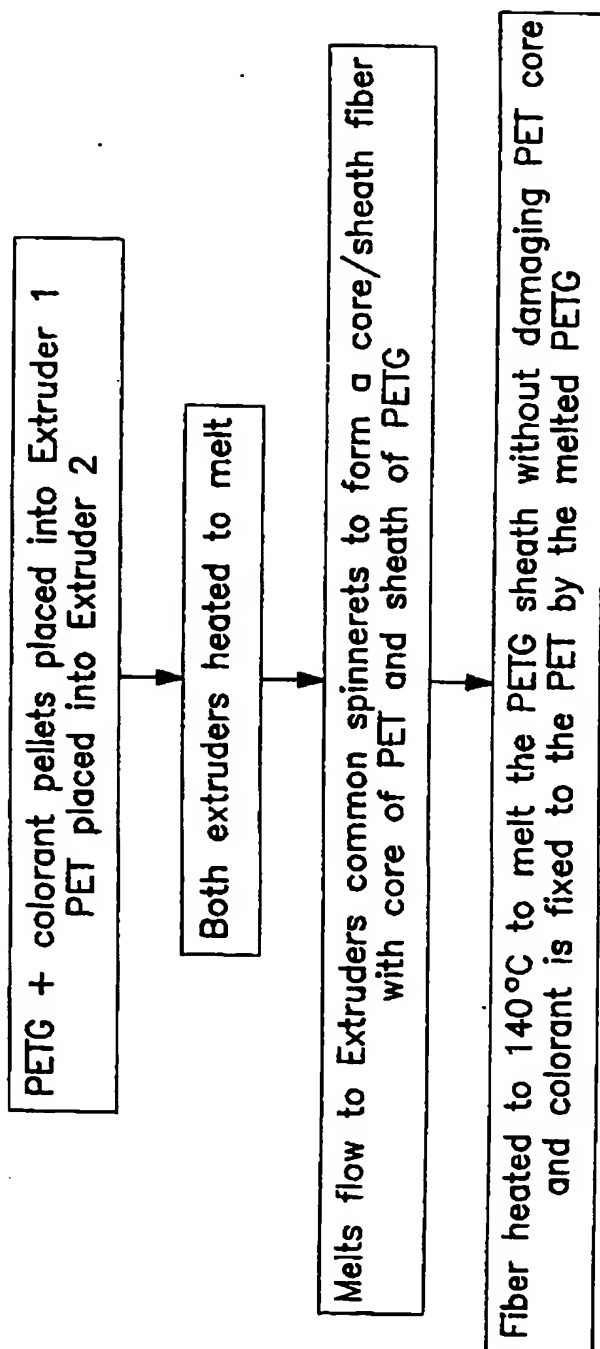 PETG + colorant pellets placed into Extruder 1
PET placed into Extruder 2
Both extruders heated to melt
Melts flow to Extruders common spinnerets to form a core/sheath fiber
with core of PET and sheath of PETG
Fiber heated to 140°C to melt the PETG sheath without damaging PET core
and colorant is fixed to the PET by the melted PETG